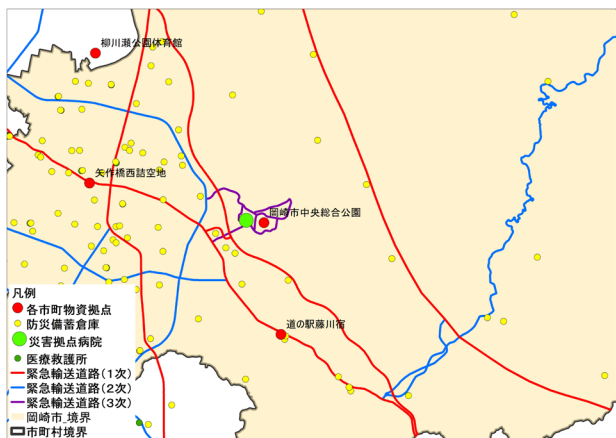 柳川瀬公園体育館
矢作橋西詰空地
岡崎市中央総合公園
道の駅藤川宿
凡例
各市町物資拠点
防災備蓄倉庫
災害拠点病院
医療救護所
緊急輸送道路(1次)
緊急輸送道路(2次)
緊急輸送道路(3次)
岡崎市_境界
市町村境界